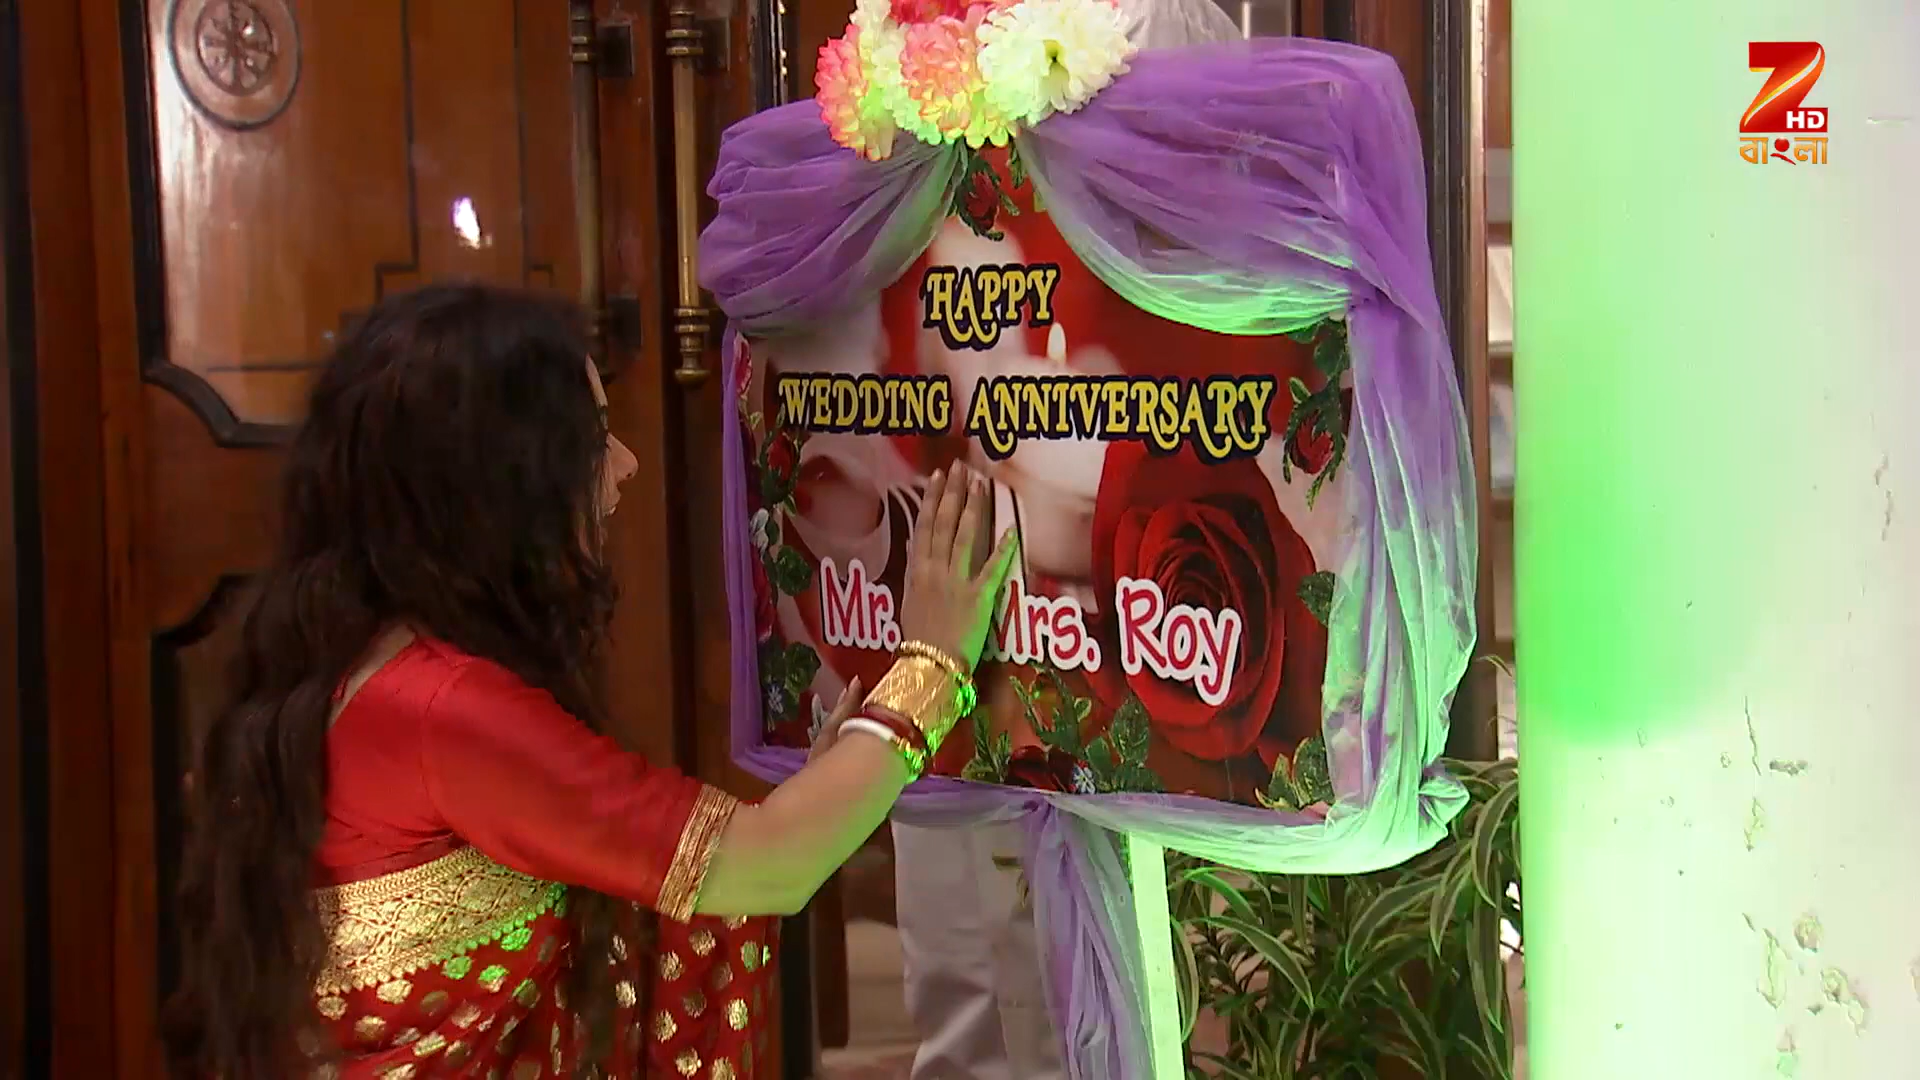 HD
বাংলা
HAPPY
WEDDING ANNIVERSARY
Mr. Mrs. Roy